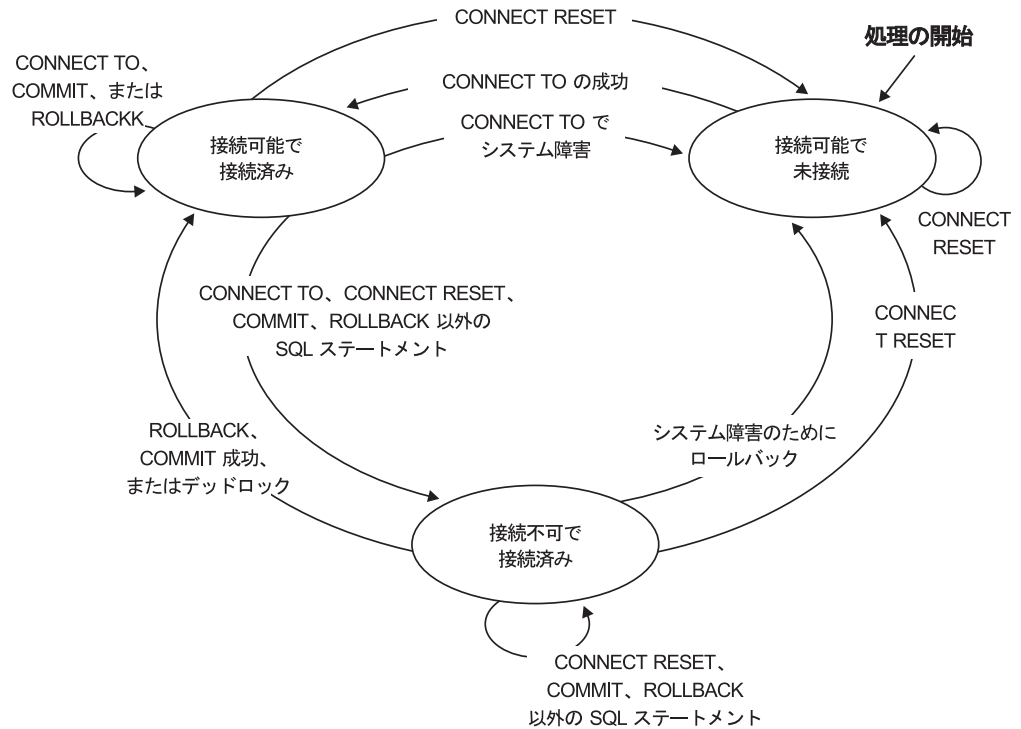 CONNECT RESET
処理の開始
CONNECT TO、
COMMIT、または
ROLLBACKK
CONNECT TO の成功
CONNECT TO で
システム障害
接続可能で
接続済み
接続可能で
未接続
CONNECT
RESET
CONNECT TO、CONNECT RESET、
COMMIT、ROLLBACK 以外の
SQL ステートメント
CONNEC
T RESET
ROLLBACK、
COMMIT 成功、
またはデッドロック
システム障害のために
ロールバック
接続不可で
接続済み
CONNECT RESET、
COMMIT、ROLLBACK
以外の SQL ステートメント